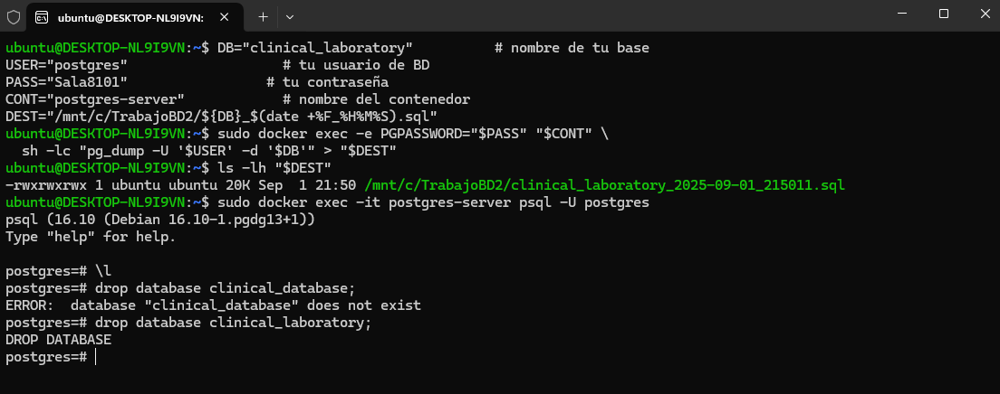 ubuntu@DESKTOP-NL9I9VN:
ubuntu@DESKTOP-NL9I9VN:~$ DB="clinical_laboratory"          # nombre de tu base
USER="postgres"                   # tu usuario de BD
PASS="Sala8101"                 # tu contraseña
CONT="postgres-server"            # nombre del contenedor
DEST="/mnt/c/TrabajoBD2/${DB}_$(date +%F_%H%M%S).sql"
ubuntu@DESKTOP-NL9I9VN:~$ sudo docker exec -e PGPASSWORD="$PASS" "$CONT" \
  sh -lc "pg_dump -U '$USER' -d '$DB'" > "$DEST"
ubuntu@DESKTOP-NL9I9VN:~$ ls -lh "$DEST"
-rwxrwxrwx 1 ubuntu ubuntu 20K Sep  1 21:50 /mnt/c/TrabajoBD2/clinical_laboratory_2025-09-01_215011.sql
ubuntu@DESKTOP-NL9I9VN:~$ sudo docker exec -it postgres-server psql -U postgres
psql (16.10 (Debian 16.10-1.pgdg13+1))
Type "help" for help.

postgres=# \l
postgres=# drop database clinical_database;
ERROR:  database "clinical_database" does not exist
postgres=# drop database clinical_laboratory;
DROP DATABASE
postgres=#